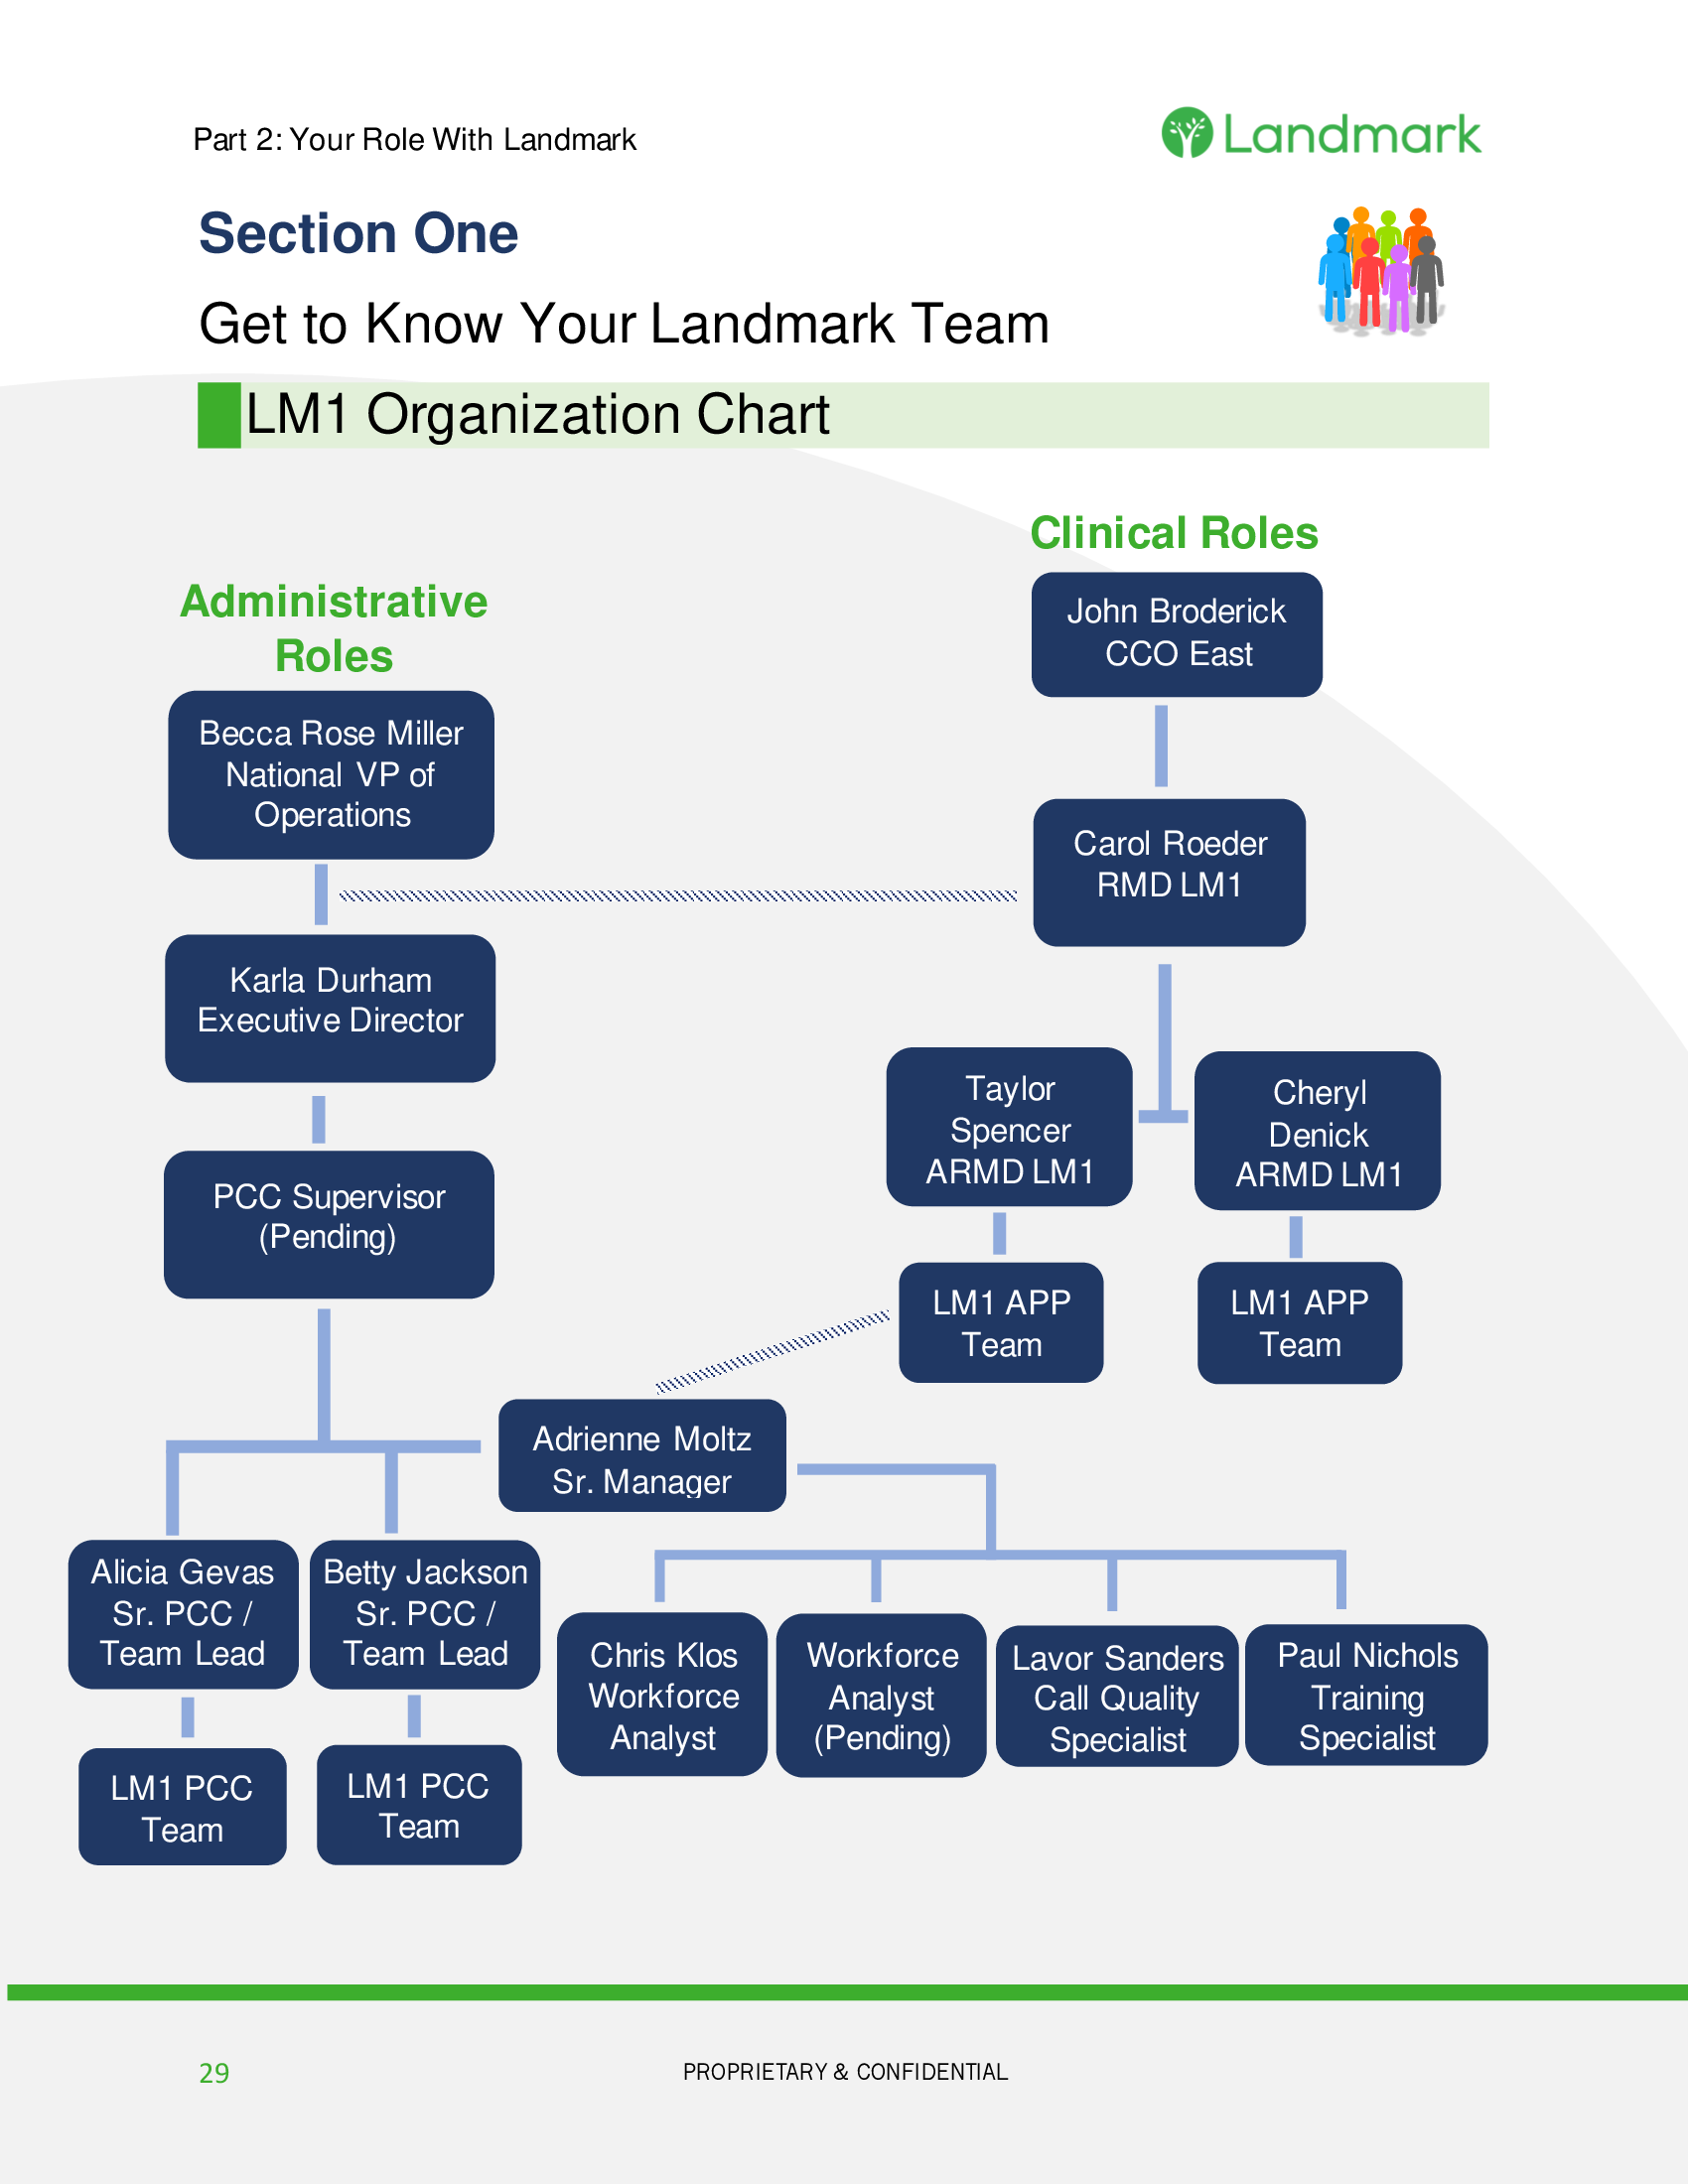 Part 2: Your Role With Landmark
Landmark
Section One
Get to Know Your Landmark Team
LM1 Organization Chart
Clinical Roles
John Broderick
CCO East
Carol Roeder
RMD LM1
Taylor
Spencer
ARMD LM1
Cheryl
Denick
ARMD LM1
LM1 APP
Team
LM1 APP
Team
Administrative
Roles
Becca Rose Miller
National VP of
Operations
Karla Durham
Executive Director
PCC Supervisor
(Pending)
Adrienne Moltz
Sr. Manager
Alicia Gevas
Sr. PCC /
Team Lead
Betty Jackson
Sr. PCC /
Team Lead
Chris Klos
Workforce
Analyst
Workforce
Analyst
(Pending)
Lavor Sanders
Call Quality
Specialist
Paul Nichols
Training
Specialist
LM1 PCC
Team
LM1 PCC
Team
29
PROPRIETARY & CONFIDENTIAL